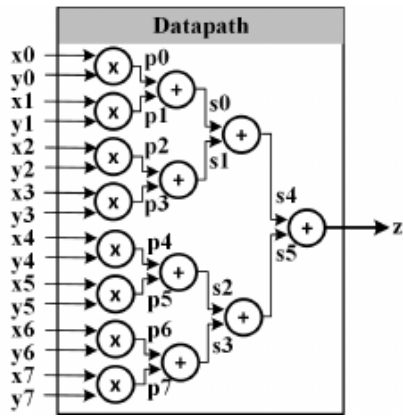 Datapath
x0
y0
x p0
+
x1
y1
x p1
s0
+
x2
y2
x p2
+
s1
x3
y3
x p3
s4
+
z
x4
y4
x p4
+
s5
x5
y5
x p5
s2
+
x6
y6
x p6
+
s3
x7
y7
x p7